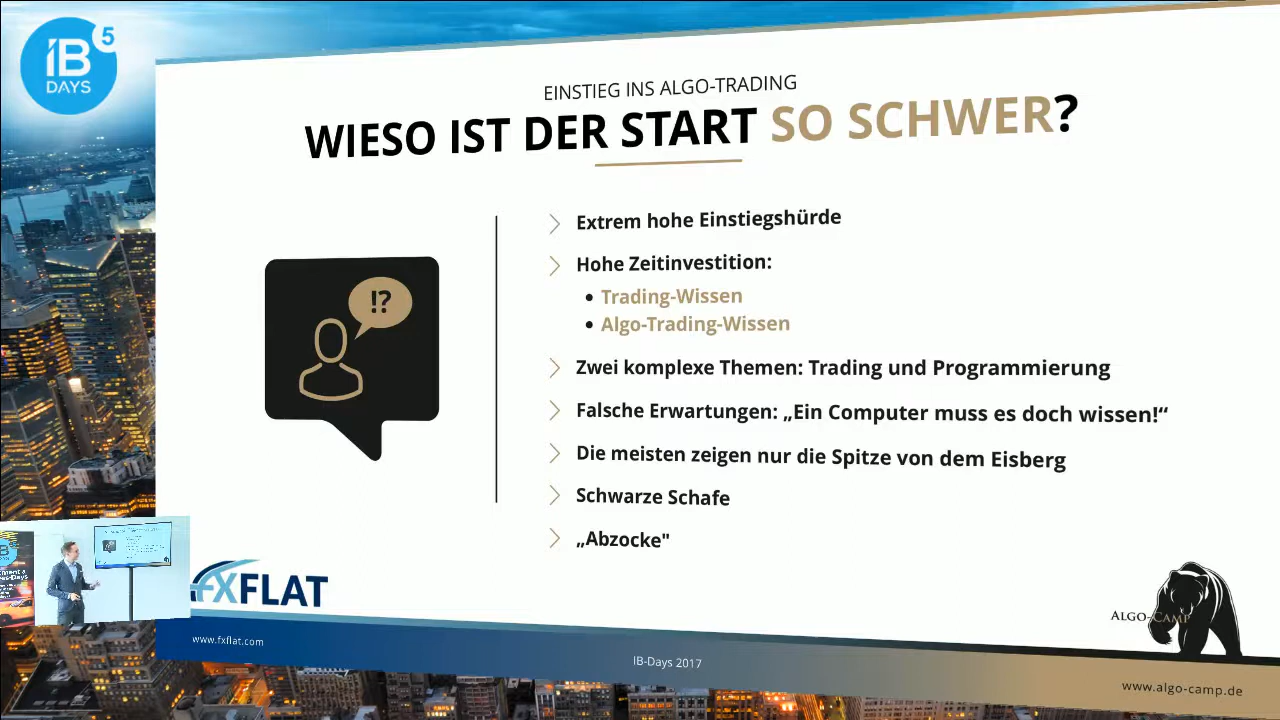 5
IB
DAYS
EINSTIEG INS ALGO-TRADING
WIESO IST DER START SO SCHWER?
Extrem hohe Einstiegshürde
Hohe Zeitinvestition:
• Trading-Wissen
• Algo-Trading-Wissen
!?
Zwei komplexe Themen: Trading und Programmierung
Falsche Erwartungen: „Ein Computer muss es doch wissen!“
Die meisten zeigen nur die Spitze von dem Eisberg
Schwarze Schafe
„Abzocke"
FXFLAT
ALGO-CAMP
www.fxflat.com
IB-Days 2017
www.algo-camp.de